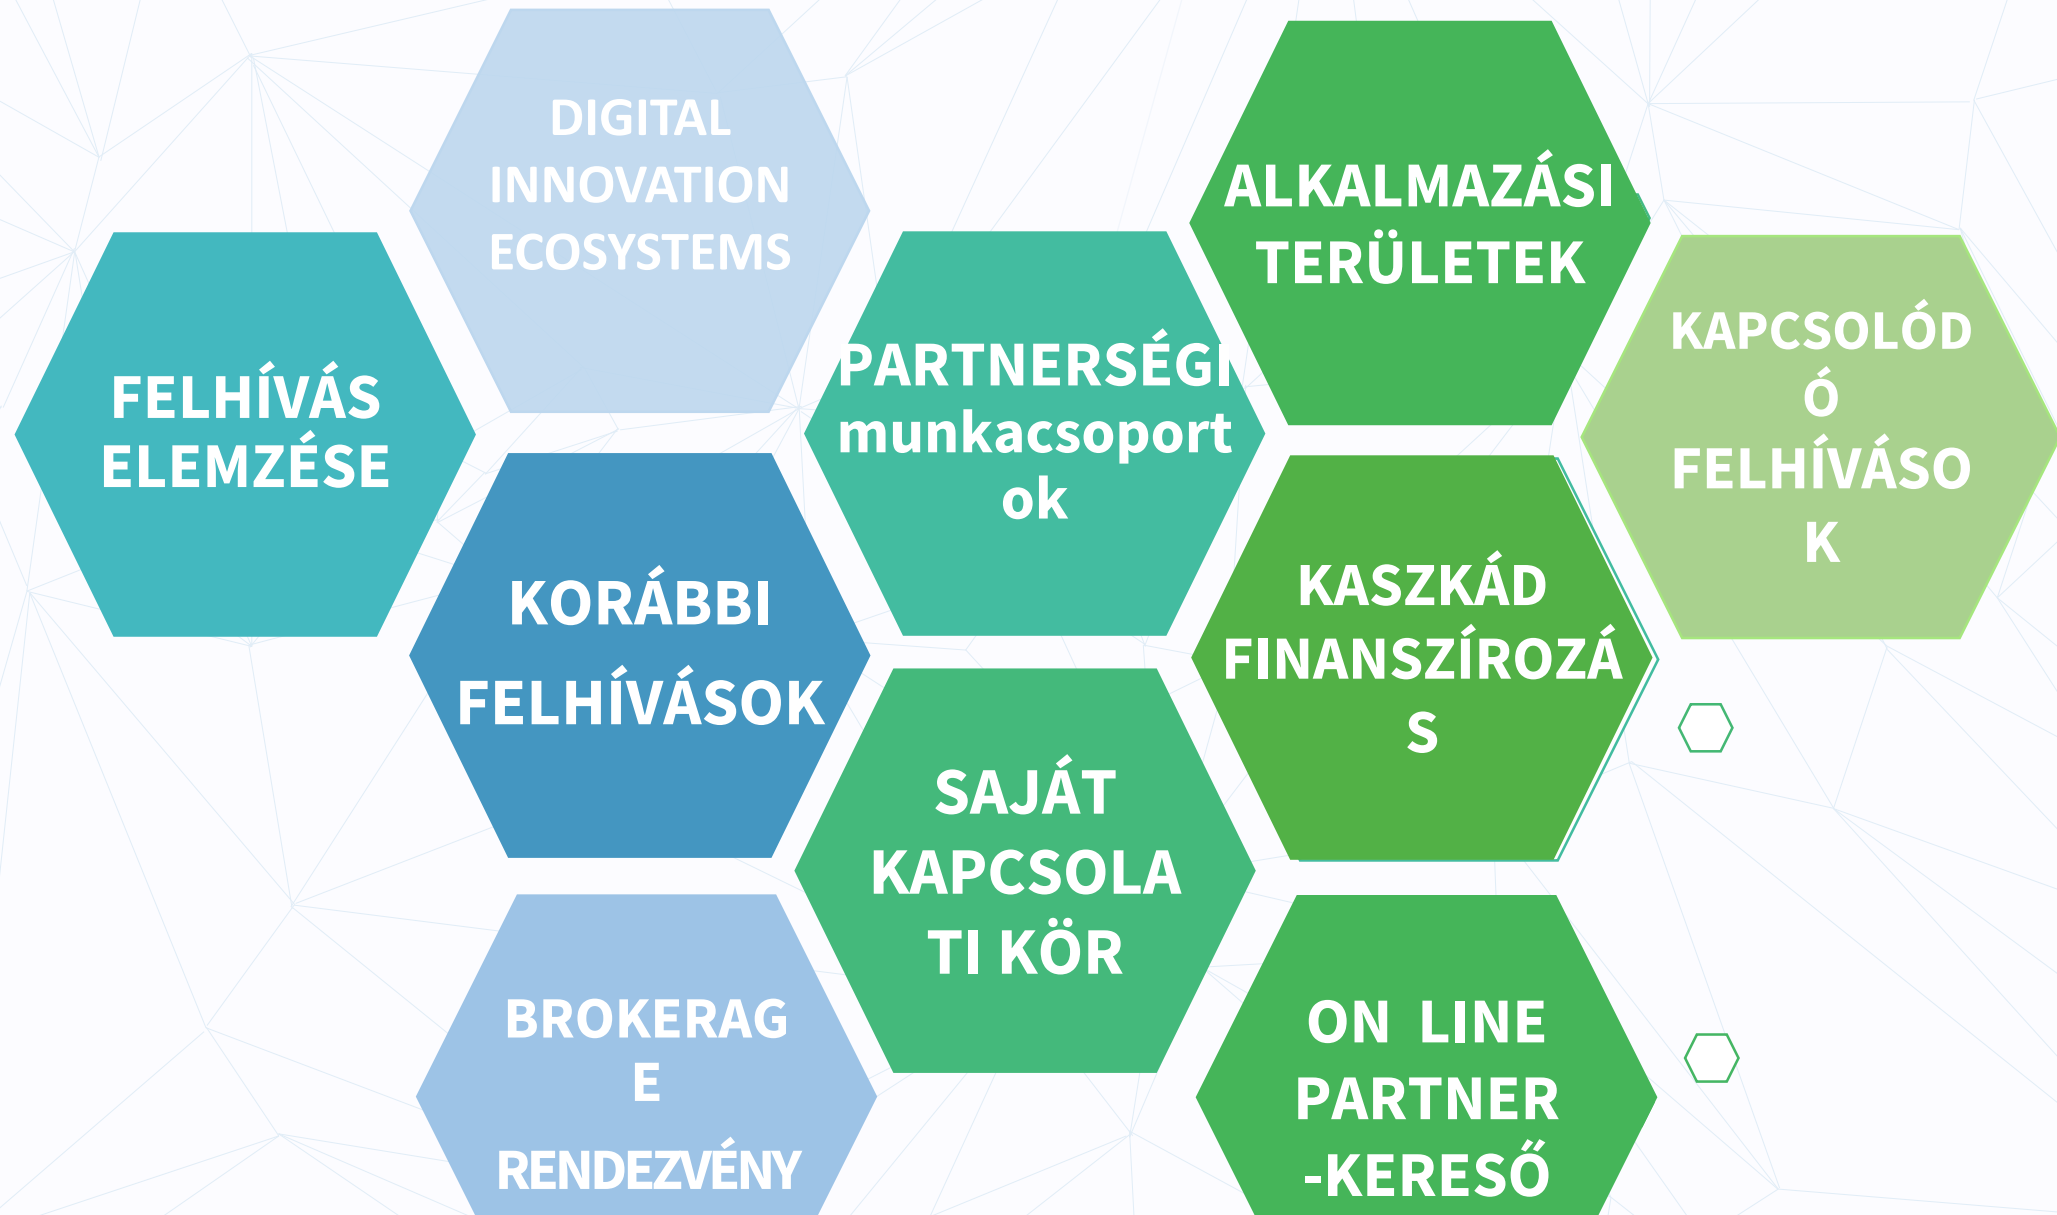 DIGITAL
INNOVATION
ECOSYSTEMS
ALKALMAZÁSI
TERÜLETEK
FELHÍVÁS
ELEMZÉSE
PARTNERSÉGI
munkacsoport
ok
KAPCSOLÓD
Ó
FELHÍVÁSO
K
KORÁBBI
FELHÍVÁSOK
KASZKÁD
FINANSZÍROZÁ
S
SAJÁT
KAPCSOLA
TI KÖR
BROKERAG
E
RENDEZVÉNY
ON LINE
PARTNER
-KERESŐ